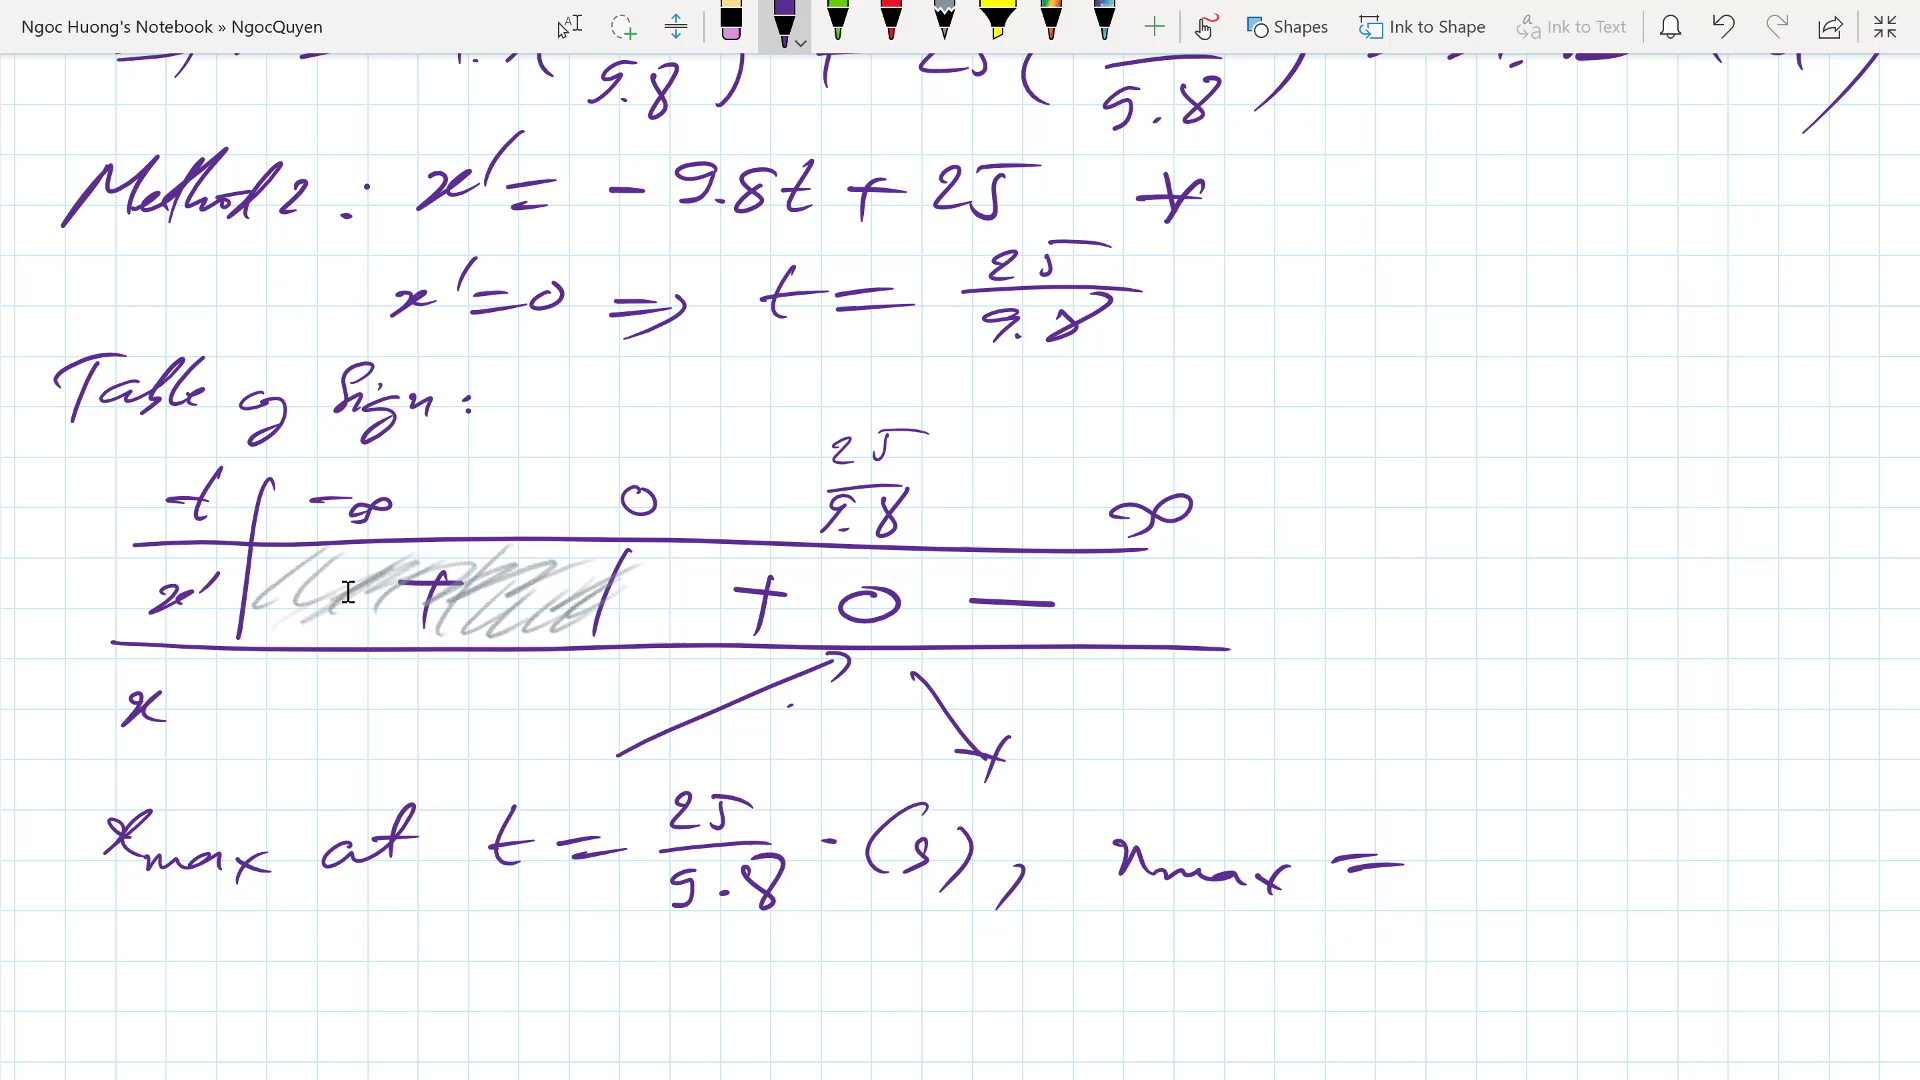 Ngoc Huong's Notebook » NgocQuyen Shapes Ink to Shape Ink to Text
9.8 ) + 25 ( 9.8 )
Method 2 : x' = - 9.8t + 25
x' = 0 ⇒ t = 25/9.8
Table of Sign :
t -∞ 0 25/9.8 ∞
x' + + 0 -
x
xmax at t = 25/9.8 (s), xmax =